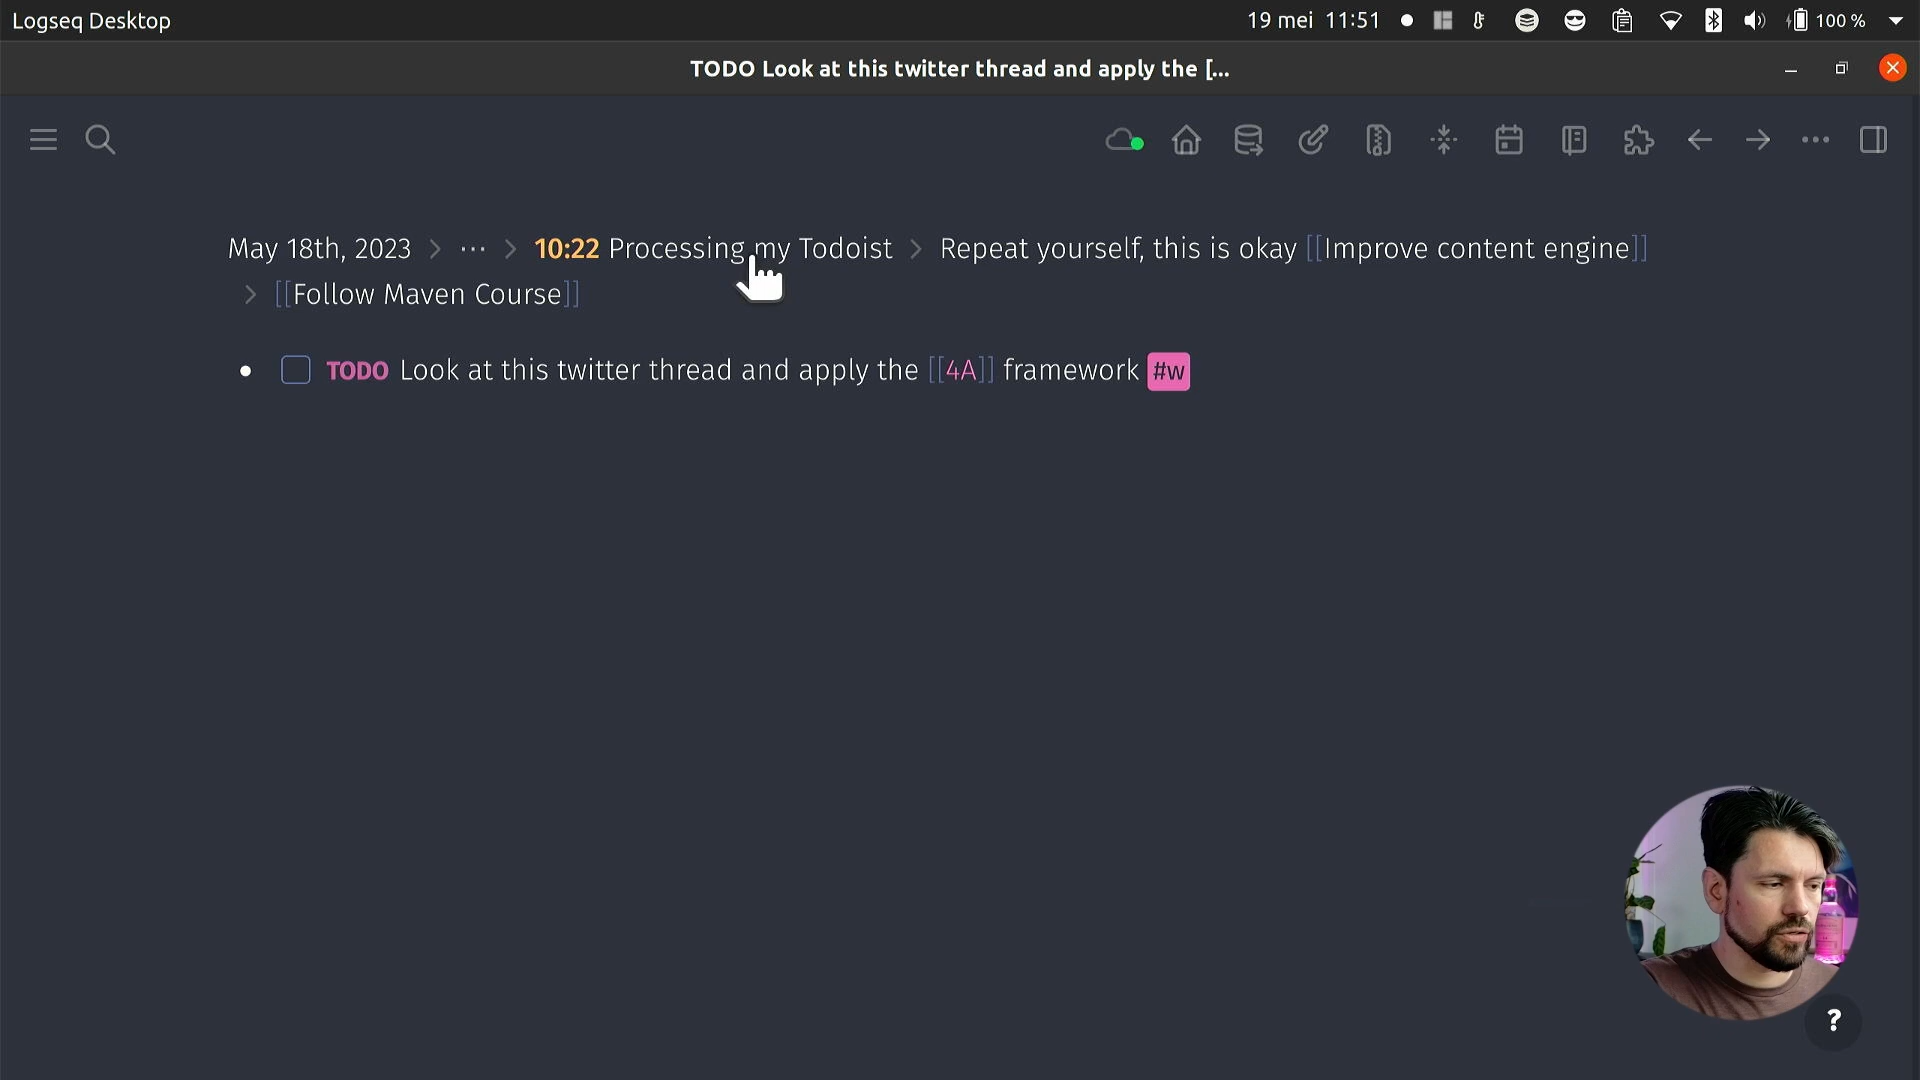 Logseq Desktop
19 mei 11:51
100 %
TODO Look at this twitter thread and apply the [...
May 18th, 2023 > ··· > 10:22 Processing my Todoist > Repeat yourself, this is okay [[Improve content engine]]
> [[Follow Maven Course]]
• TODO Look at this twitter thread and apply the [[4A]] framework #w
?